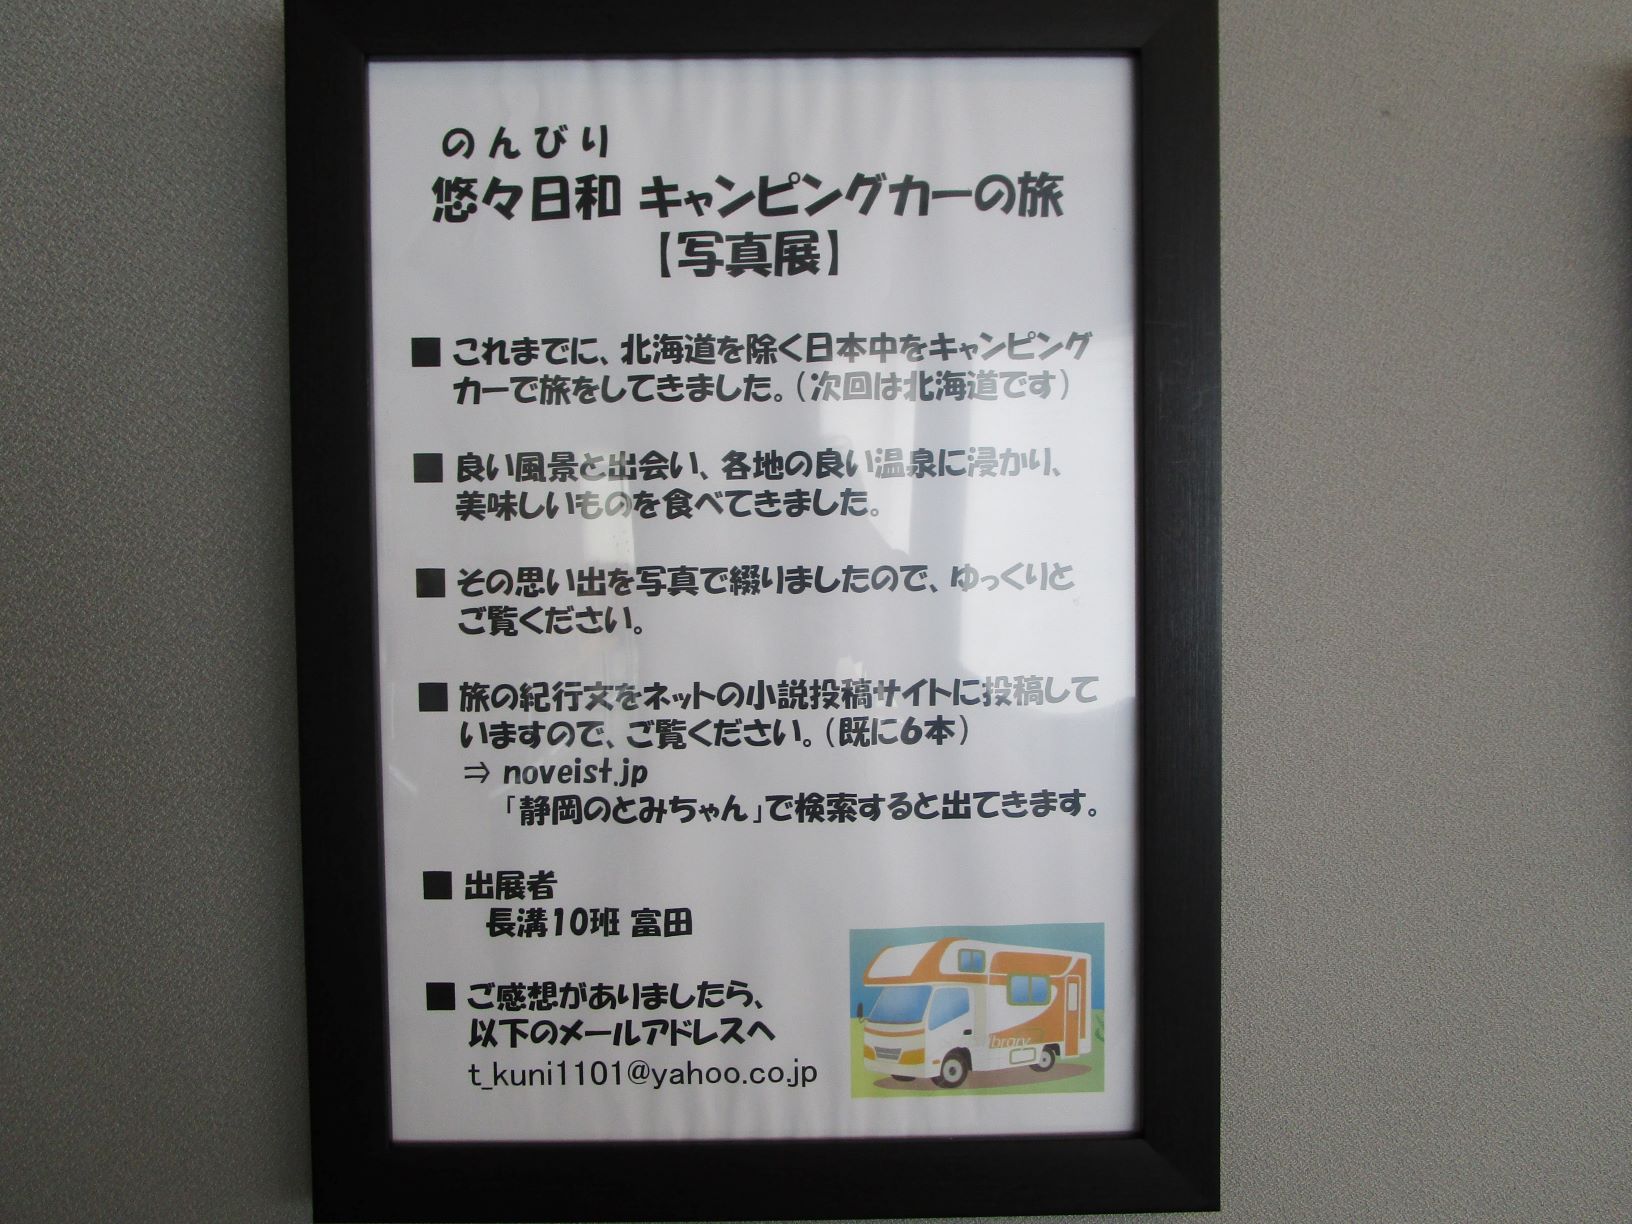 のんびり
悠々日和 キャンピングカーの旅
【写真展】
■ これまでに、北海道を除く日本中をキャンピング
カーで旅をしてきました。（次回は北海道です）
■ 良い風景と出会い、各地の良い温泉に浸かり、
美味しいものを食べてきました。
■ その思い出を写真で綴りましたので、ゆっくりと
ご覧ください。
■ 旅の紀行文をネットの小説投稿サイトに投稿して
いますので、ご覧ください。（既に６本）
⇒ noveist.jp
「静岡のとみちゃん」で検索すると出てきます。
■ 出展者
長溝10班 富田
■ ご感想がありましたら、
以下のメールアドレスへ
t_kuni1101@yahoo.co.jp